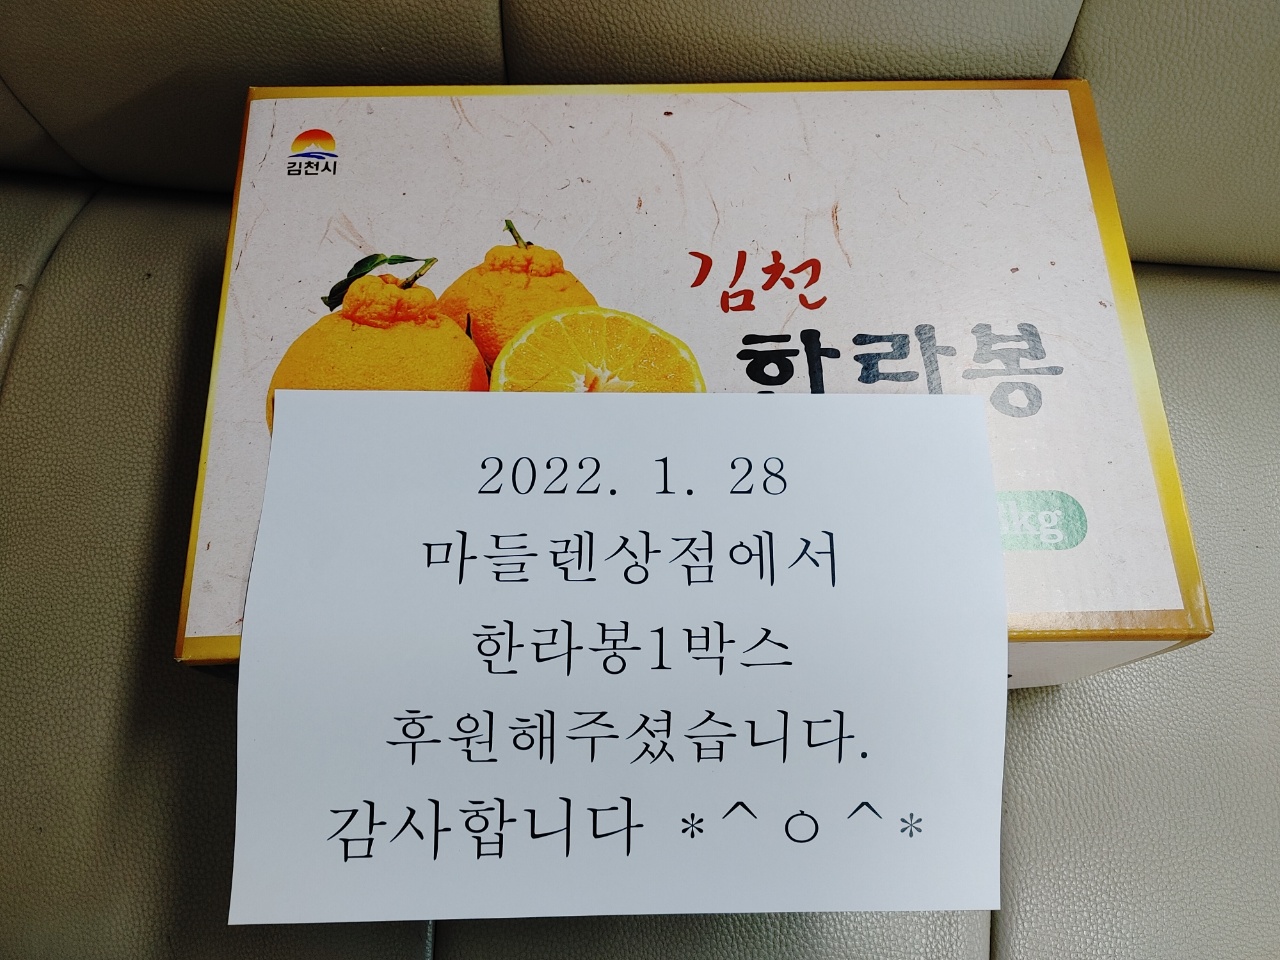 김천시
김천
한라봉
kg
2022. 1. 28
마들렌상점에서
한라봉1박스
후원해주셨습니다.
감사합니다 *^ㅇ^*